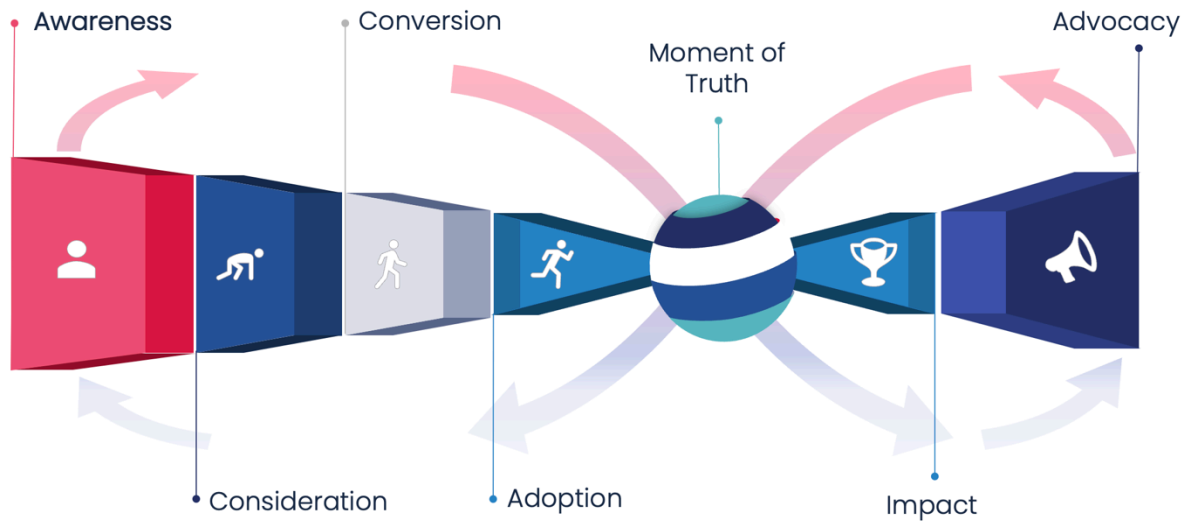 Awareness
Conversion
Moment of
Truth
Advocacy
Consideration
Adoption
Impact